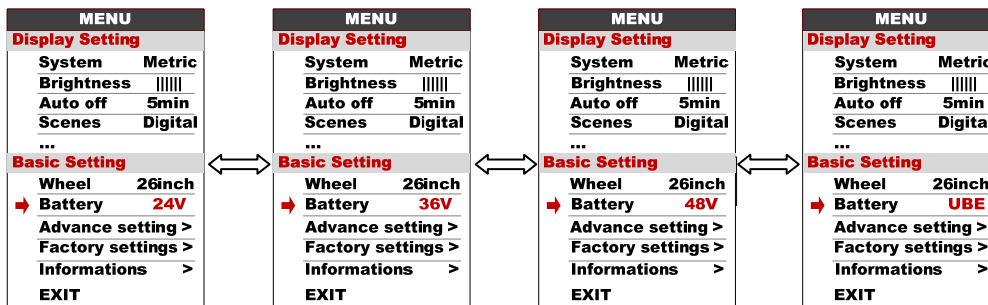 MENU
Display Setting
System Metric
Brightness ||||||
Auto off 5min
Scenes Digital
...
Basic Setting
Wheel 26inch
Battery 24V
Advance setting >
Factory settings >
Informations >
EXIT
MENU
Display Setting
System Metric
Brightness ||||||
Auto off 5min
Scenes Digital
...
Basic Setting
Wheel 26inch
Battery 36V
Advance setting >
Factory settings >
Informations >
EXIT
MENU
Display Setting
System Metric
Brightness ||||||
Auto off 5min
Scenes Digital
...
Basic Setting
Wheel 26inch
Battery 48V
Advance setting >
Factory settings >
Informations >
EXIT
MENU
Display Setting
System Metric
Brightness ||||||
Auto off 5min
Scenes Digital
...
Basic Setting
Wheel 26inch
Battery UBE
Advance setting >
Factory settings >
Informations >
EXIT